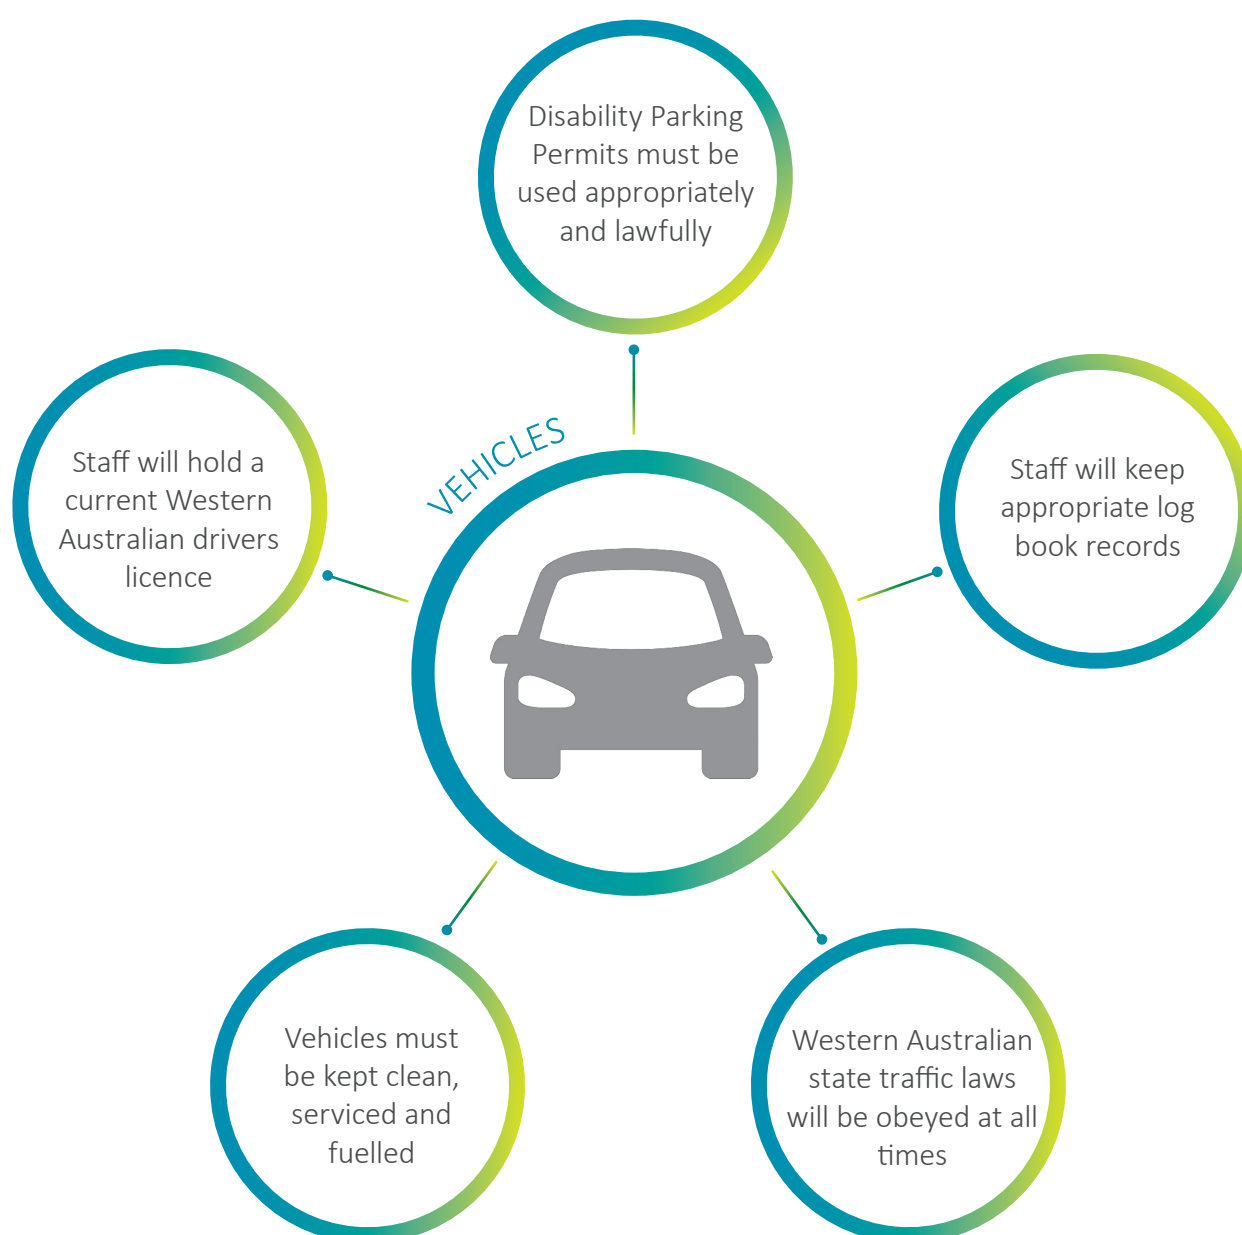 Disability Parking
Permits must be
used appropriately
and lawfully
VEHICLES
Staff will hold a
current Western
Australian drivers
licence
Staff will keep
appropriate log
book records
Vehicles must
be kept clean,
serviced and
fuelled
Western Australian
state traffic laws
will be obeyed at all
times